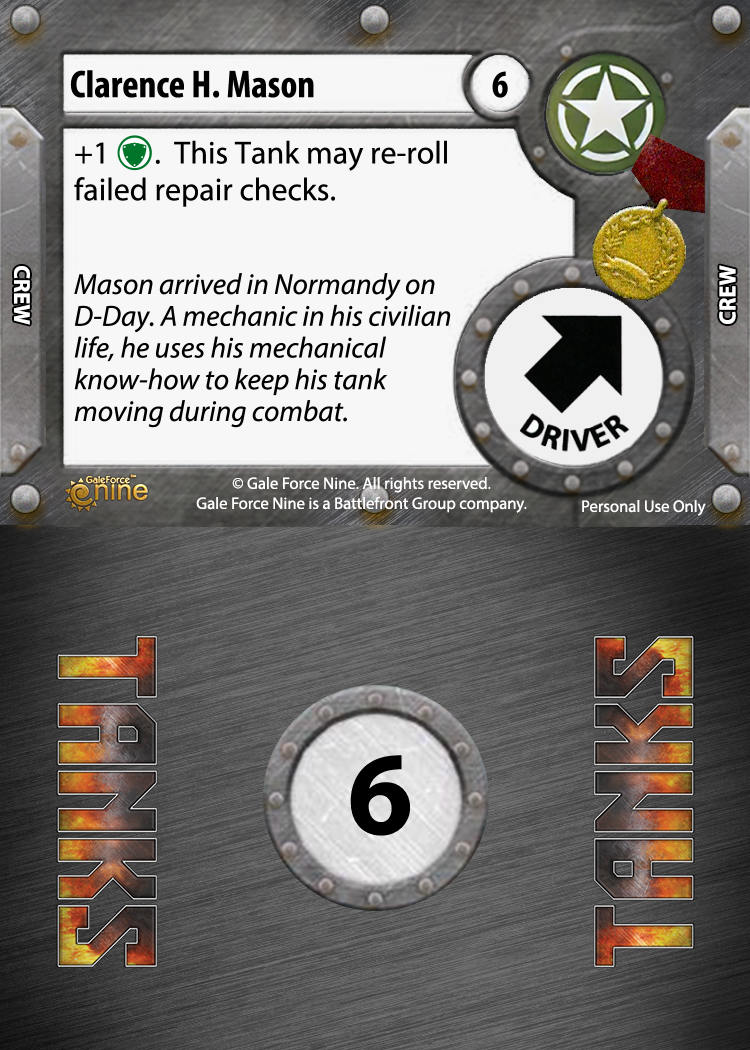 Clarence H. Mason
6
+1 . This Tank may re-roll
failed repair checks.
Mason arrived in Normandy on
D-Day. A mechanic in his civilian
life, he uses his mechanical
know-how to keep his tank
moving during combat.
CREW
CREW
DRIVER
GaleForce™
nine
© Gale Force Nine. All rights reserved.
Gale Force Nine is a Battlefront Group company.
Personal Use Only
TANKS
6
TANKS